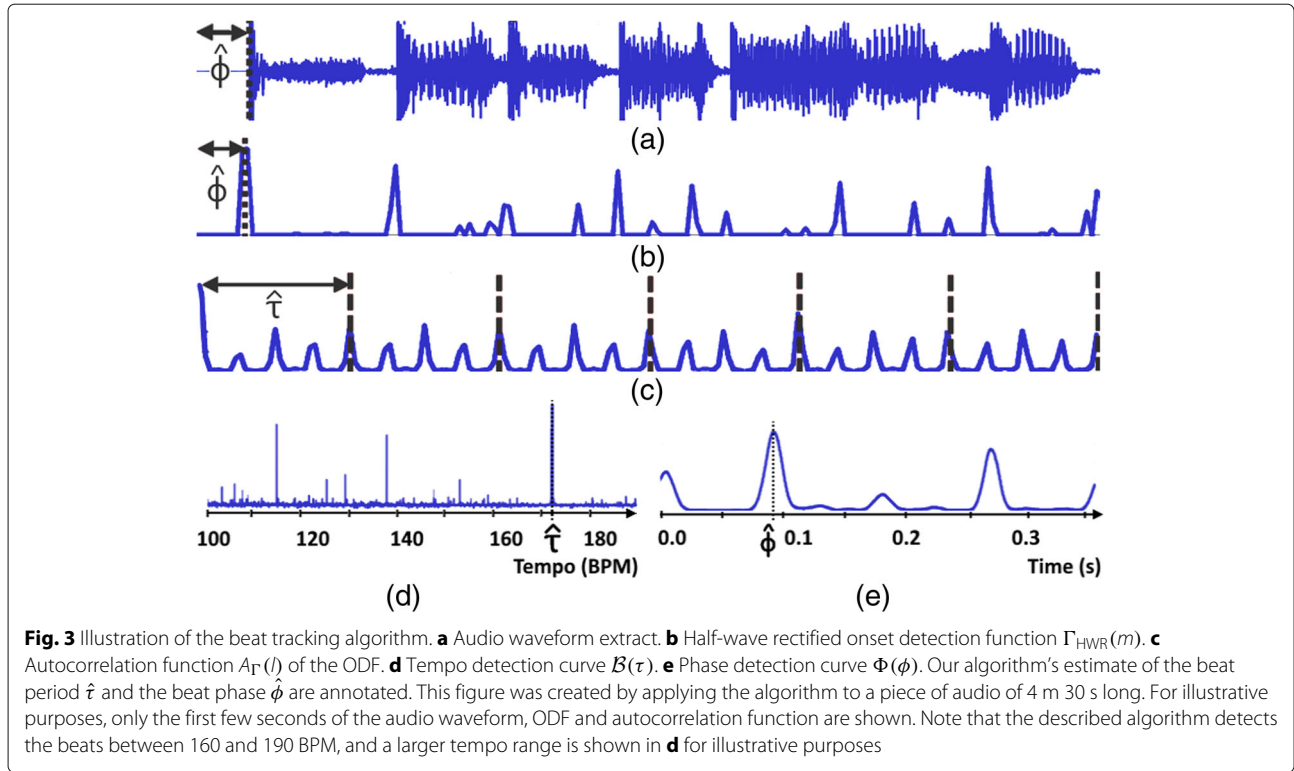 ϕ̂
(a)
ϕ̂
(b)
τ̂
(c)
100 120 140 160 τ̂ 180
Tempo (BPM)
(d)
0.0 ϕ̂ 0.1 0.2 0.3
Time (s)
(e)
Fig. 3 Illustration of the beat tracking algorithm. a Audio waveform extract. b Half-wave rectified onset detection function Γ_HWR(m). c
Autocorrelation function A_Γ(l) of the ODF. d Tempo detection curve ℬ(τ). e Phase detection curve Φ(ϕ). Our algorithm's estimate of the beat
period τ̂ and the beat phase ϕ̂ are annotated. This figure was created by applying the algorithm to a piece of audio of 4 m 30 s long. For illustrative
purposes, only the first few seconds of the audio waveform, ODF and autocorrelation function are shown. Note that the described algorithm detects
the beats between 160 and 190 BPM, and a larger tempo range is shown in d for illustrative purposes